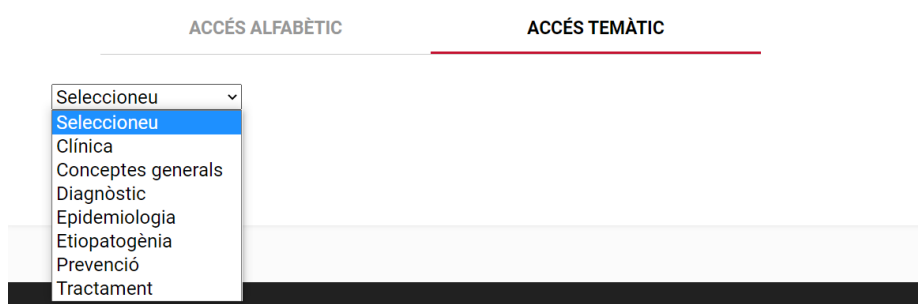 ACCÉS ALFABÈTIC
ACCÉS TEMÀTIC
Seleccioneu
Seleccioneu
Clínica
Conceptes generals
Diagnòstic
Epidemiologia
Etiopatogènia
Prevenció
Tractament